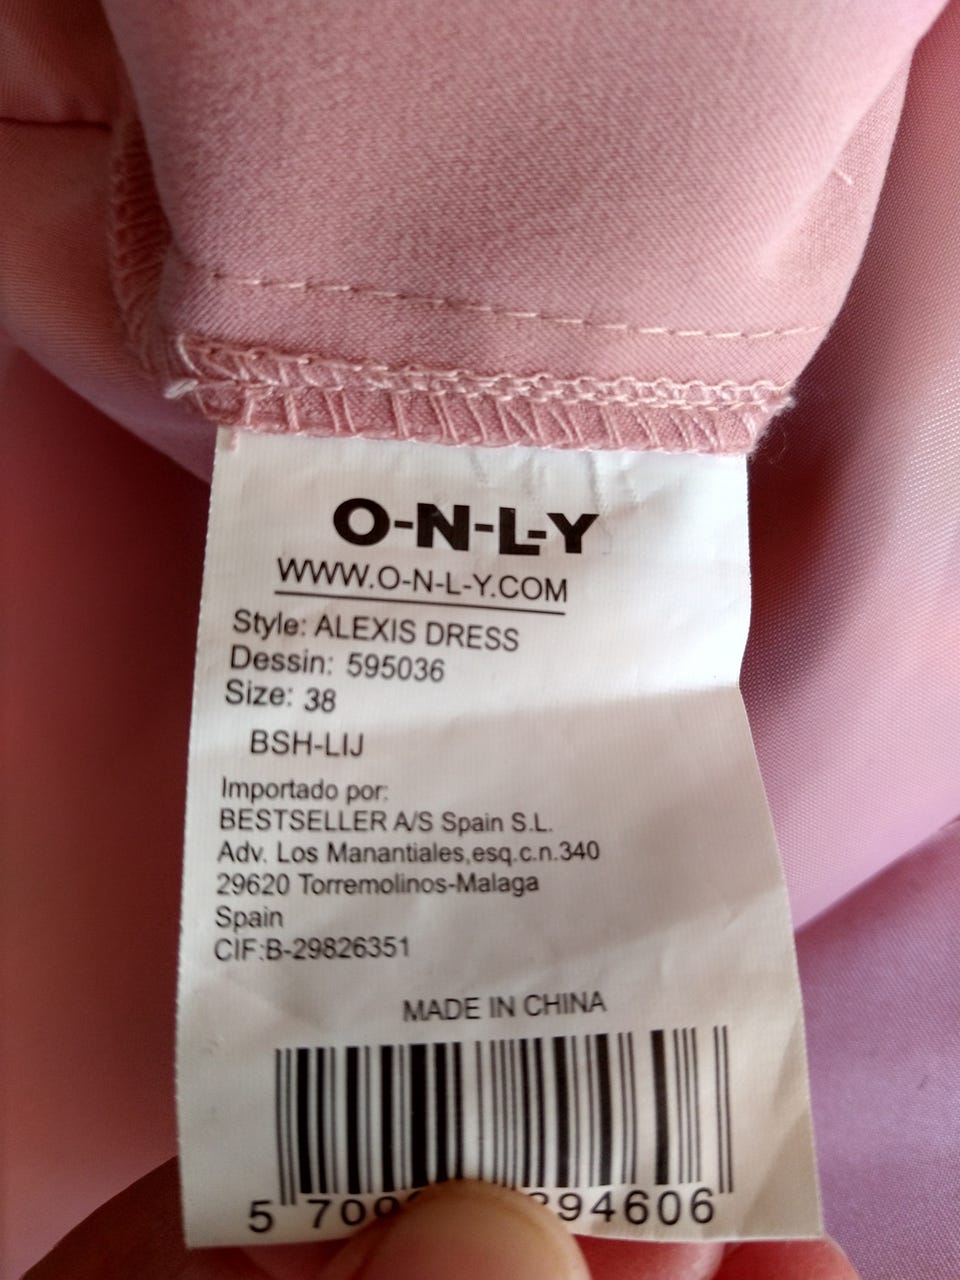 O-N-L-Y
WWW.O-N-L-Y.COM
Style: ALEXIS DRESS
Dessin: 595036
Size: 38
BSH-LIJ
Importado por:
BESTSELLER A/S Spain S.L.
Adv. Los Manantiales,esq.c.n.340
29620 Torremolinos-Malaga
Spain
CIF:B-29826351
MADE IN CHINA
5